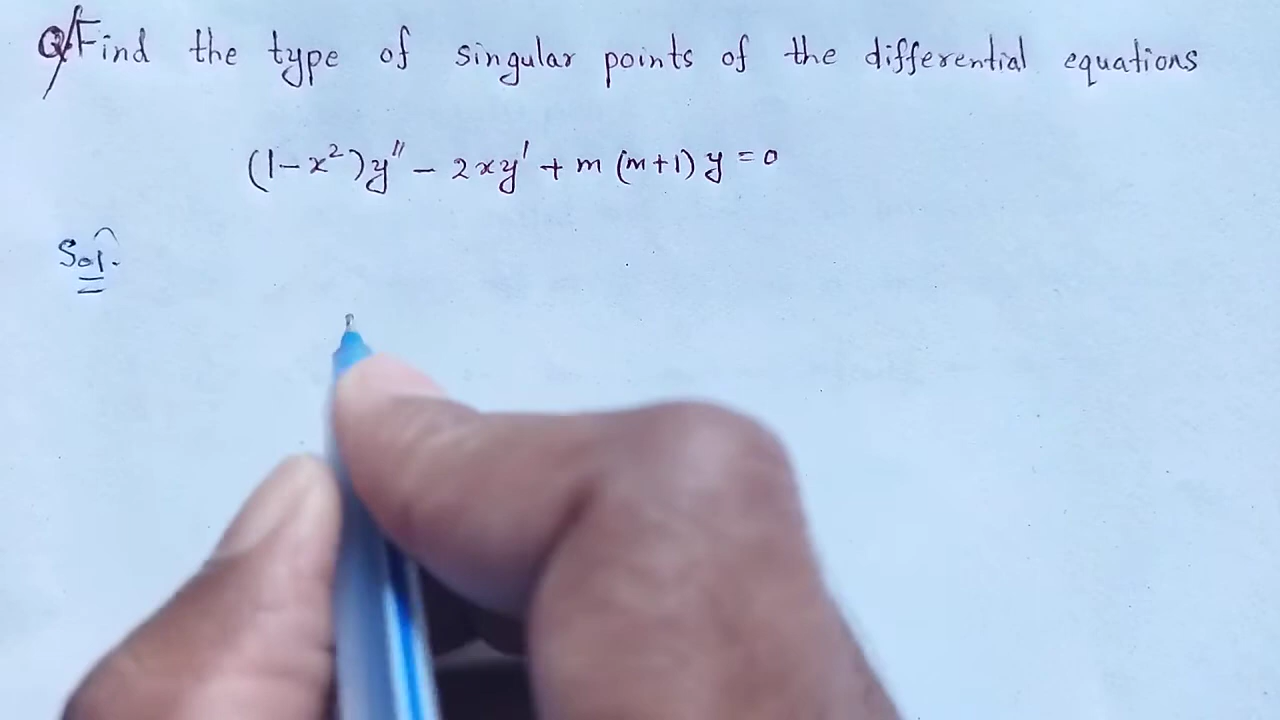 Q/ Find the type of singular points of the differential equations
(1-x²)y'' - 2xy' + m(m+1)y = 0
Sol.